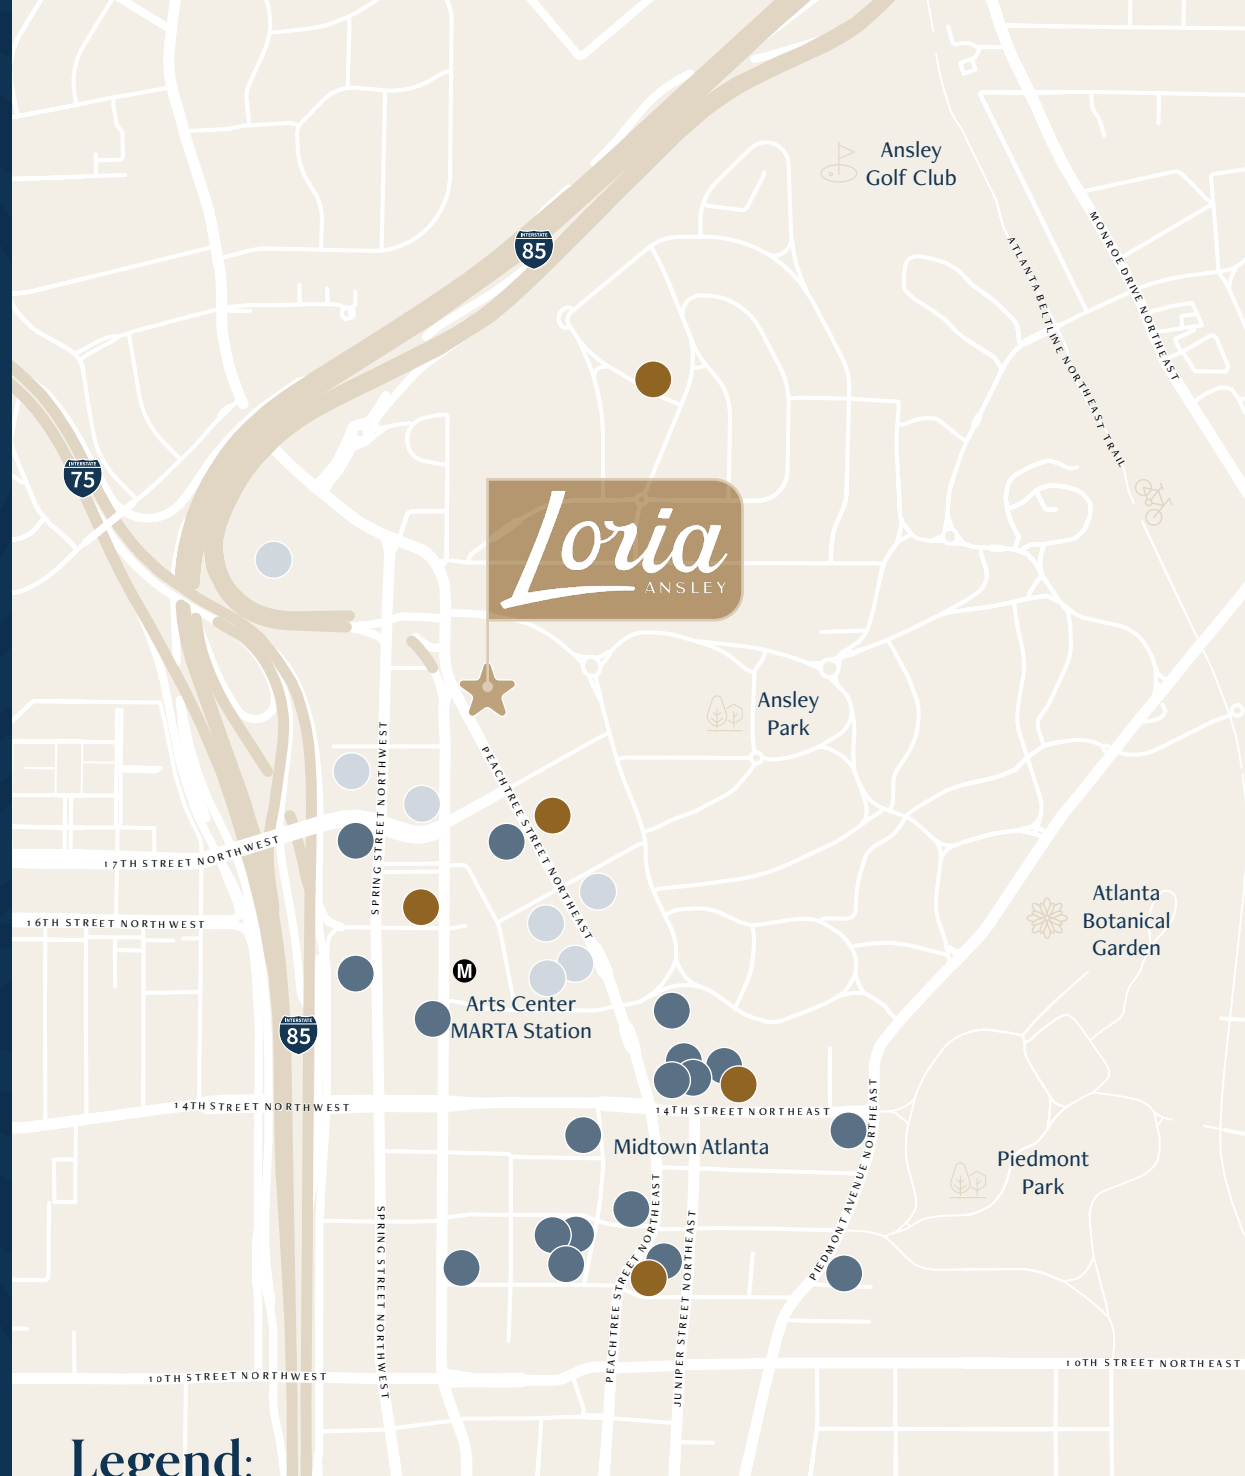 Ansley
Golf Club
INTERSTATE
85
MONROE DRIVE NORTHEAST
ATLANTA BELTLINE NORTHEAST TRAIL
INTERSTATE
75
Loria
ANSLEY
Ansley
Park
PEACHTREE STREET NORTHEAST
SPRING STREET NORTHWEST
17TH STREET NORTHWEST
16TH STREET NORTHWEST
Atlanta
Botanical
Garden
M
Arts Center
MARTA Station
INTERSTATE
85
14TH STREET NORTHWEST
14TH STREET NORTHEAST
Midtown Atlanta
PIEDMONT AVENUE NORTHEAST
Piedmont
Park
SPRING STREET NORTHWEST
PEACHTREE STREET NORTHEAST
JUNIPER STREET NORTHEAST
10TH STREET NORTHWEST
10TH STREET NORTHEAST
Legend: